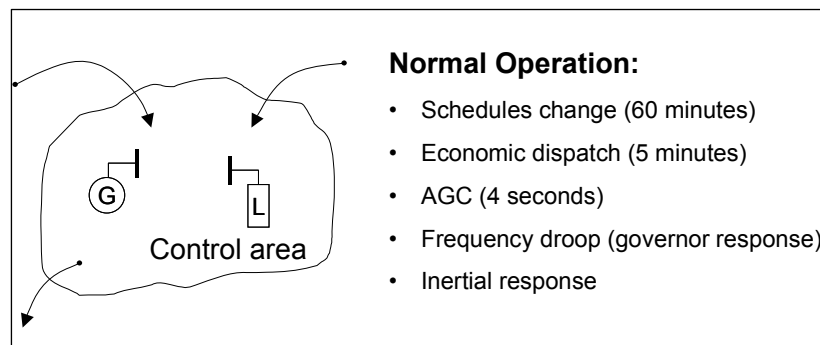 Normal Operation:
• Schedules change (60 minutes)
• Economic dispatch (5 minutes)
• AGC (4 seconds)
• Frequency droop (governor response)
• Inertial response
G
L
Control area